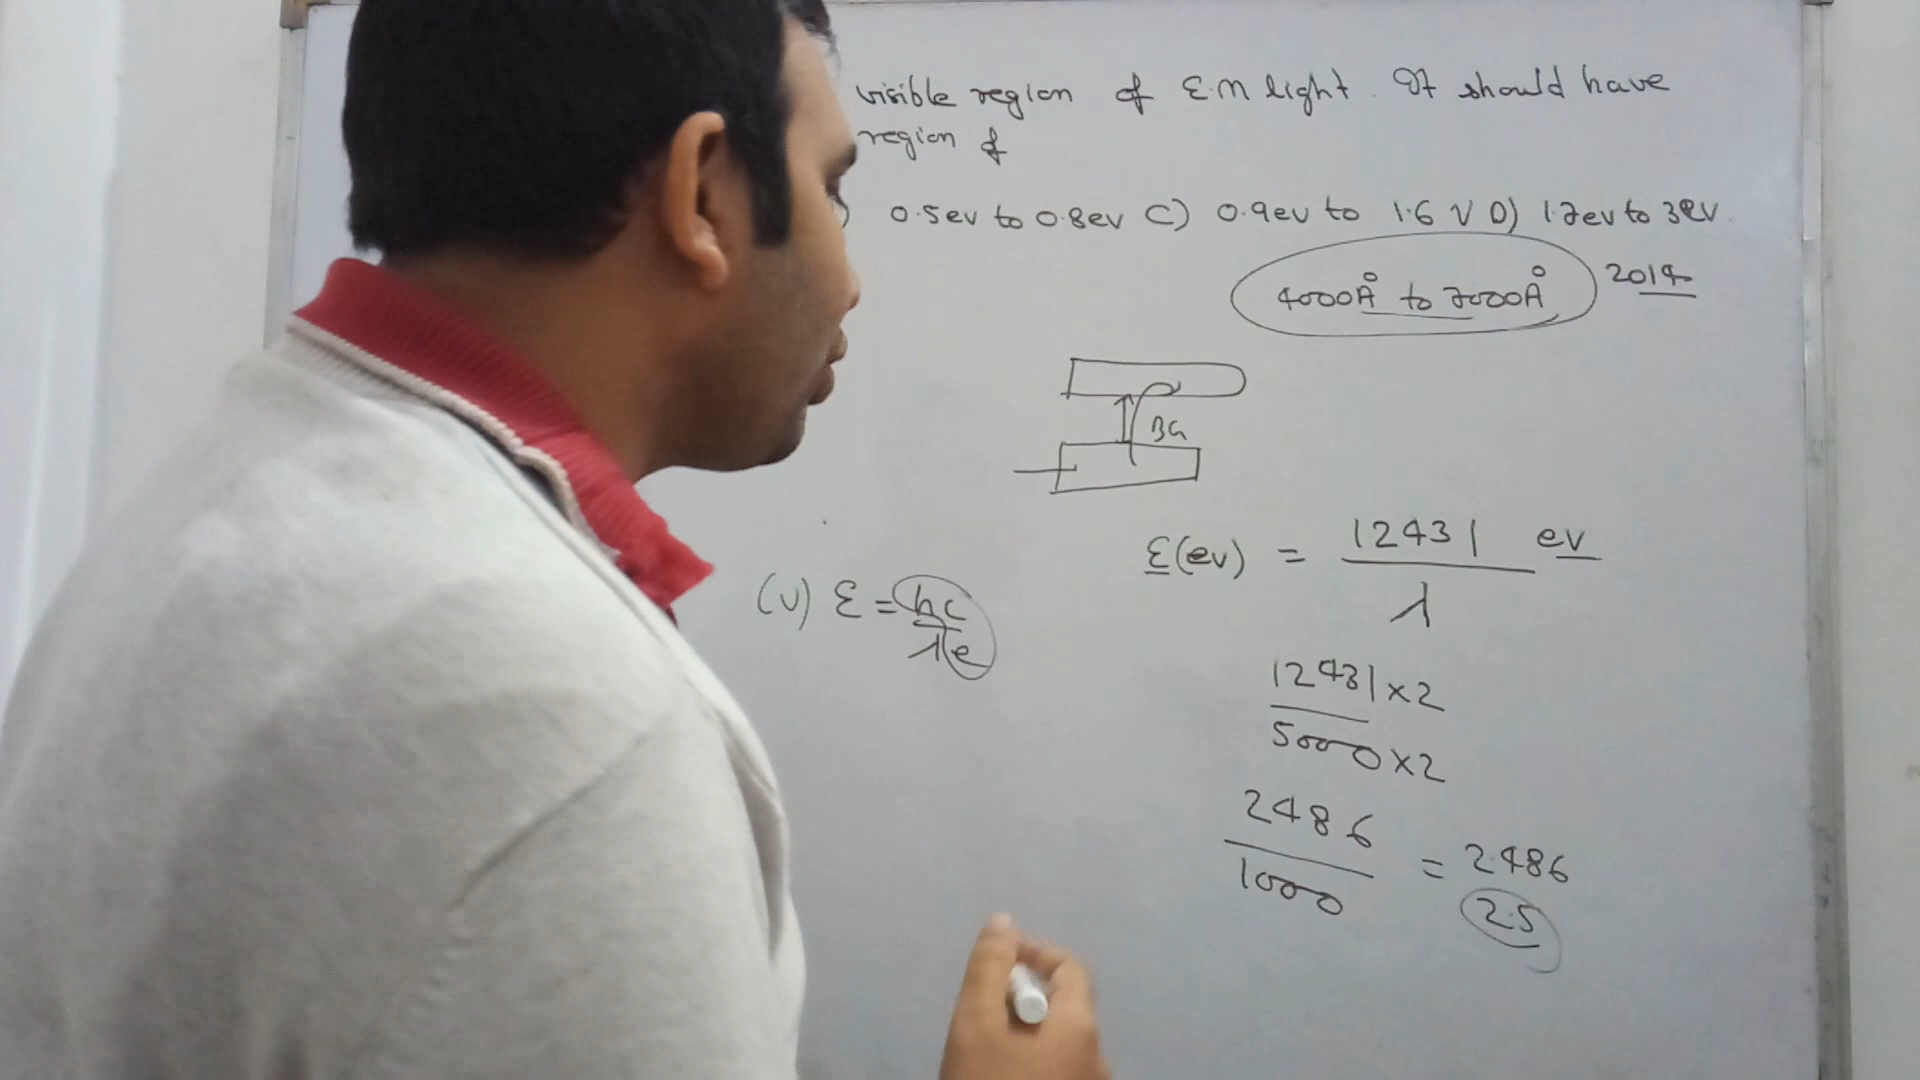 visible region of E.M light. It should have
region of
) 0.5ev to 0.8ev C) 0.9ev to 1.6 V D) 1.7ev to 3ev
4000Å to 7000Å 2014
BG
E(ev) = 12431 ev
λ
(V) E = hc
λe
12431 x 2
5000 x 2
2486
1000
= 2.486
2.5